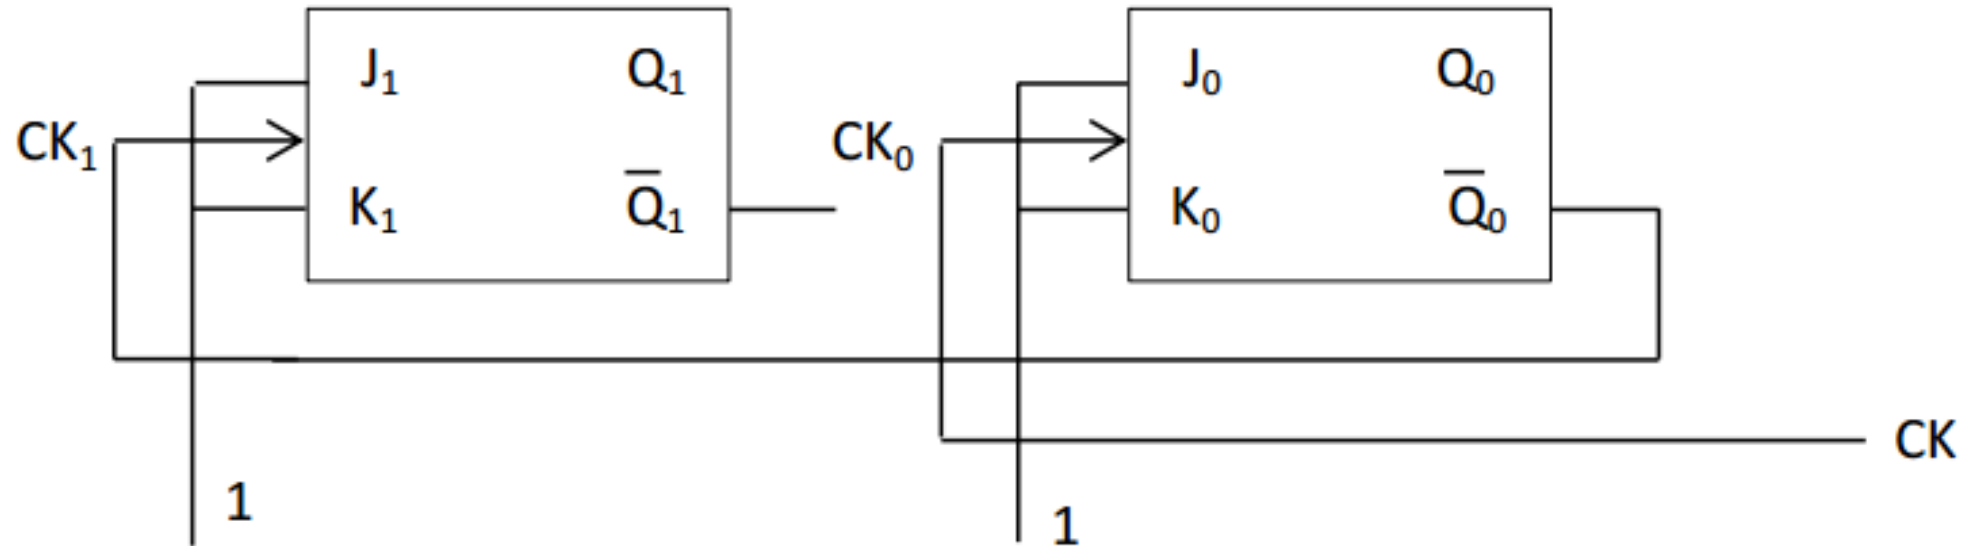 J₁ Q₁ J₀ Q₀
CK₁ CK₀
K₁ Q̅₁ K₀ Q̅₀
CK
1 1